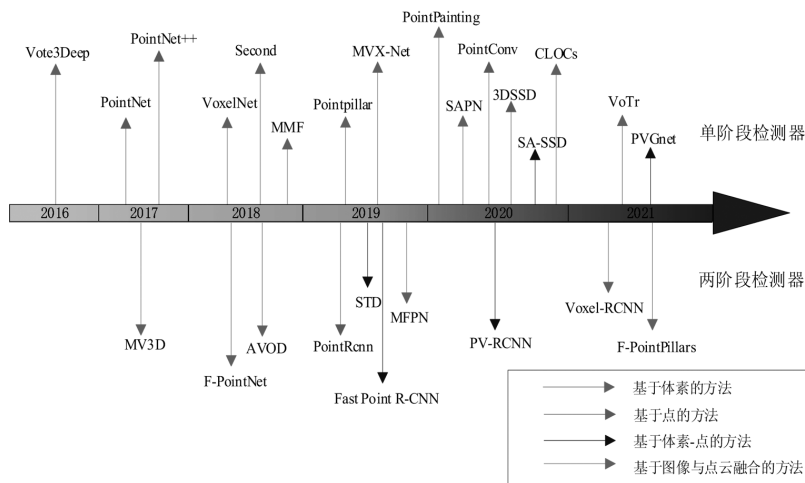 PointPainting
Vote3Deep
PointNet++
Second
MVX-Net
PointConv
CLOCs
PointNet
VoxelNet
MMF
Pointpillar
SAPN
3DSSD
SA-SSD
VoTr
PVGnet
单阶段检测器
2016
2017
2018
2019
2020
2021
两阶段检测器
MV3D
F-PointNet
AVOD
PointRcnn
STD
Fast Point R-CNN
MFPN
PV-RCNN
Voxel-RCNN
F-PointPillars
基于体素的方法
基于点的方法
基于体素-点的方法
基于图像与点云融合的方法